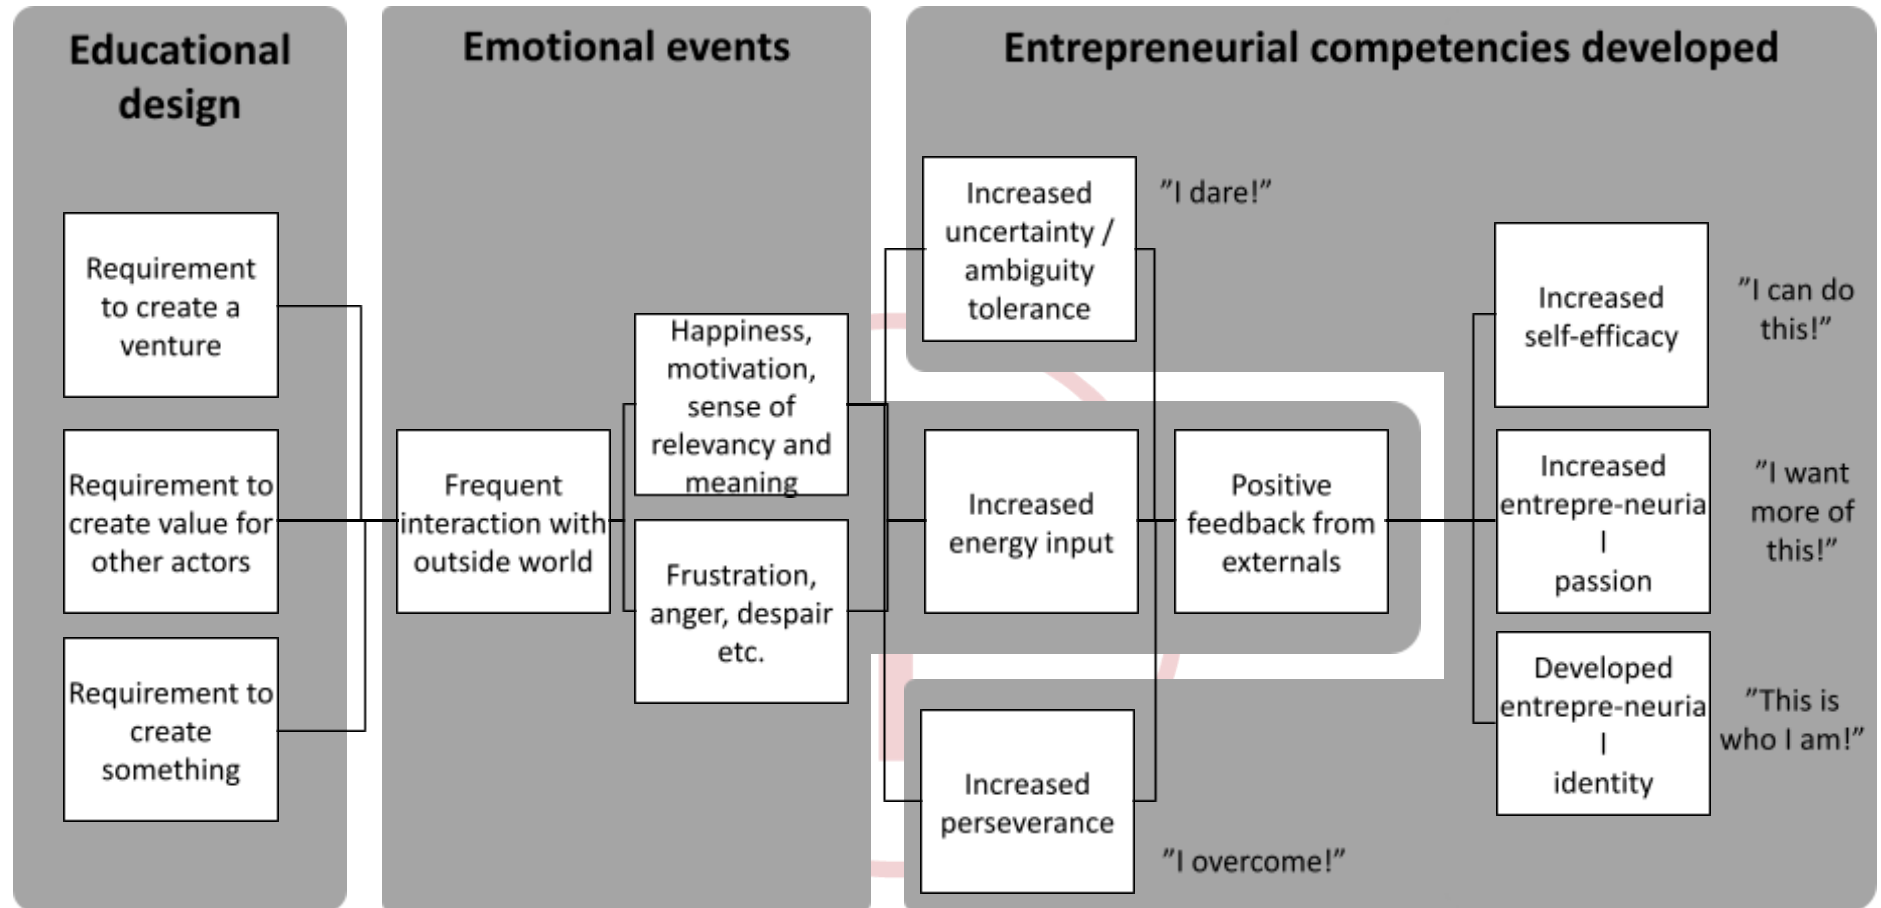 Educational
design
Emotional events
Entrepreneurial competencies developed
Requirement
to create a
venture
Requirement to
create value for
other actors
Requirement to
create
something
Frequent
interaction with
outside world
Happiness,
motivation,
sense of
relevancy and
meaning
Frustration,
anger, despair
etc.
Increased
uncertainty /
ambiguity
tolerance
”I dare!”
Increased
energy input
Positive
feedback from
externals
Increased
perseverance
”I overcome!”
Increased
self-efficacy
”I can do
this!”
Increased
entrepre-neuria
l
passion
”I want
more of
this!”
Developed
entrepre-neuria
l
identity
”This is
who I am!”